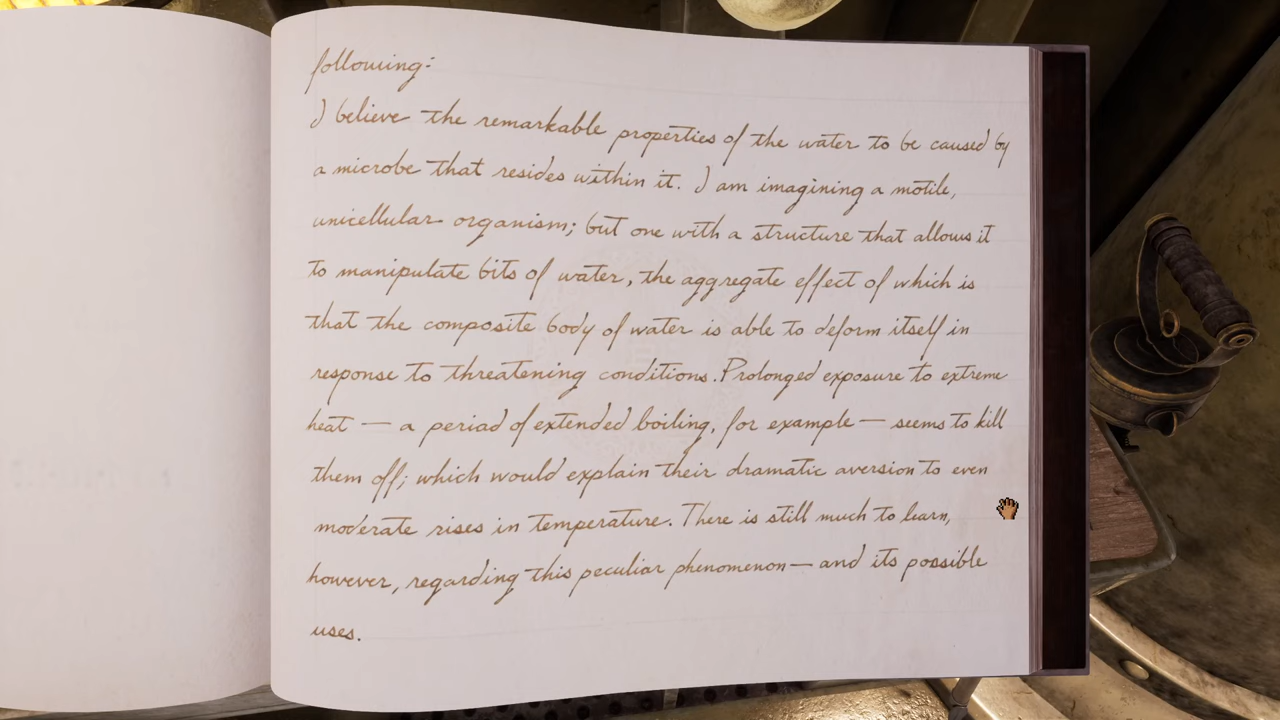 following:
I believe the remarkable properties of the water to be caused by
a microbe that resides within it. I am imagining a motile,
unicellular organism; but one with a structure that allows it
to manipulate bits of water, the aggregate effect of which is
that the composite body of water is able to deform itself in
response to threatening conditions. Prolonged exposure to extreme
heat — a period of extended boiling, for example — seems to kill
them off; which would explain their dramatic aversion to even
moderate rises in temperature. There is still much to learn,
however, regarding this peculiar phenomenon — and its possible
uses.